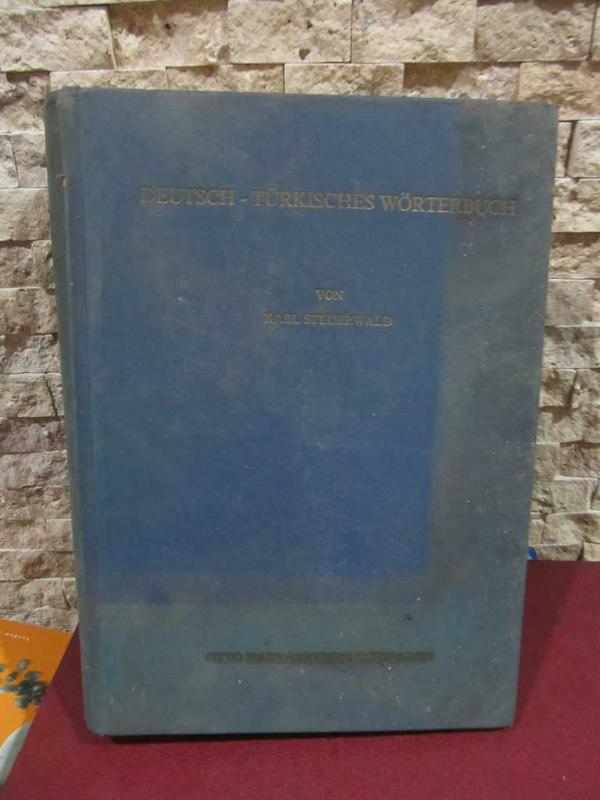 DEUTSCH - TÜRKISCHES WÖRTERBUCH
VON
KARL STEUERWALD
OTTO HARRASSOWITZ · WIESBADEN